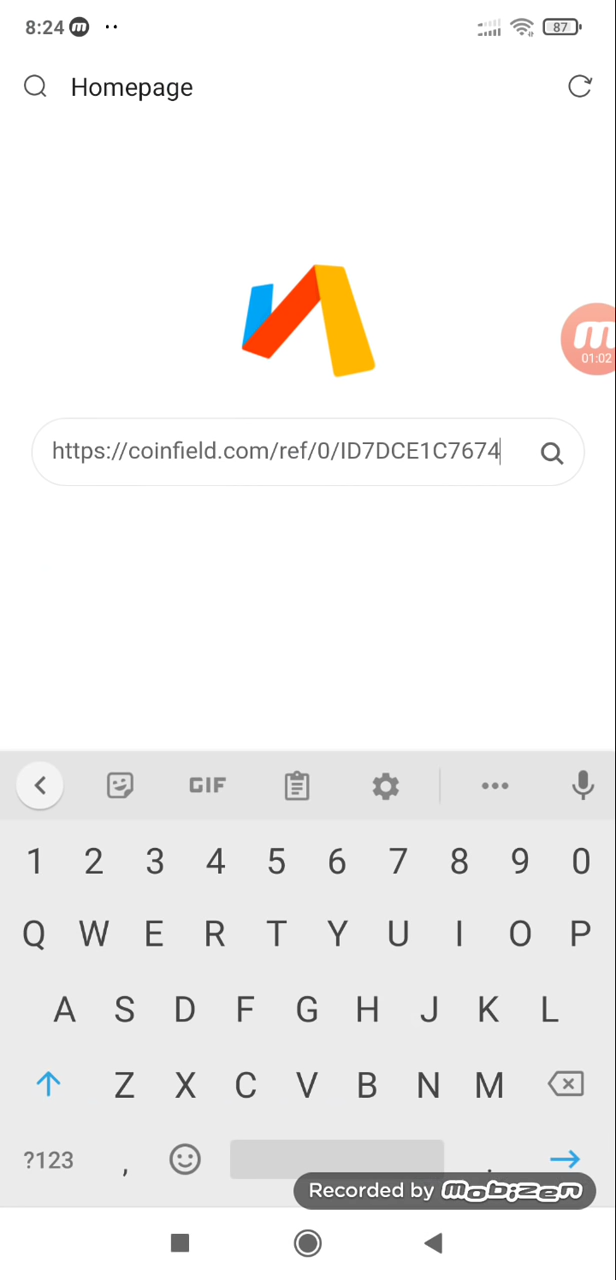 8:24 m 87
Homepage
m
01:02
https://coinfield.com/ref/0/ID7DCE1C7674
GIF
1 2 3 4 5 6 7 8 9 0
Q W E R T Y U I O P
A S D F G H J K L
Z X C V B N M
?123 , .
Recorded by mobizen